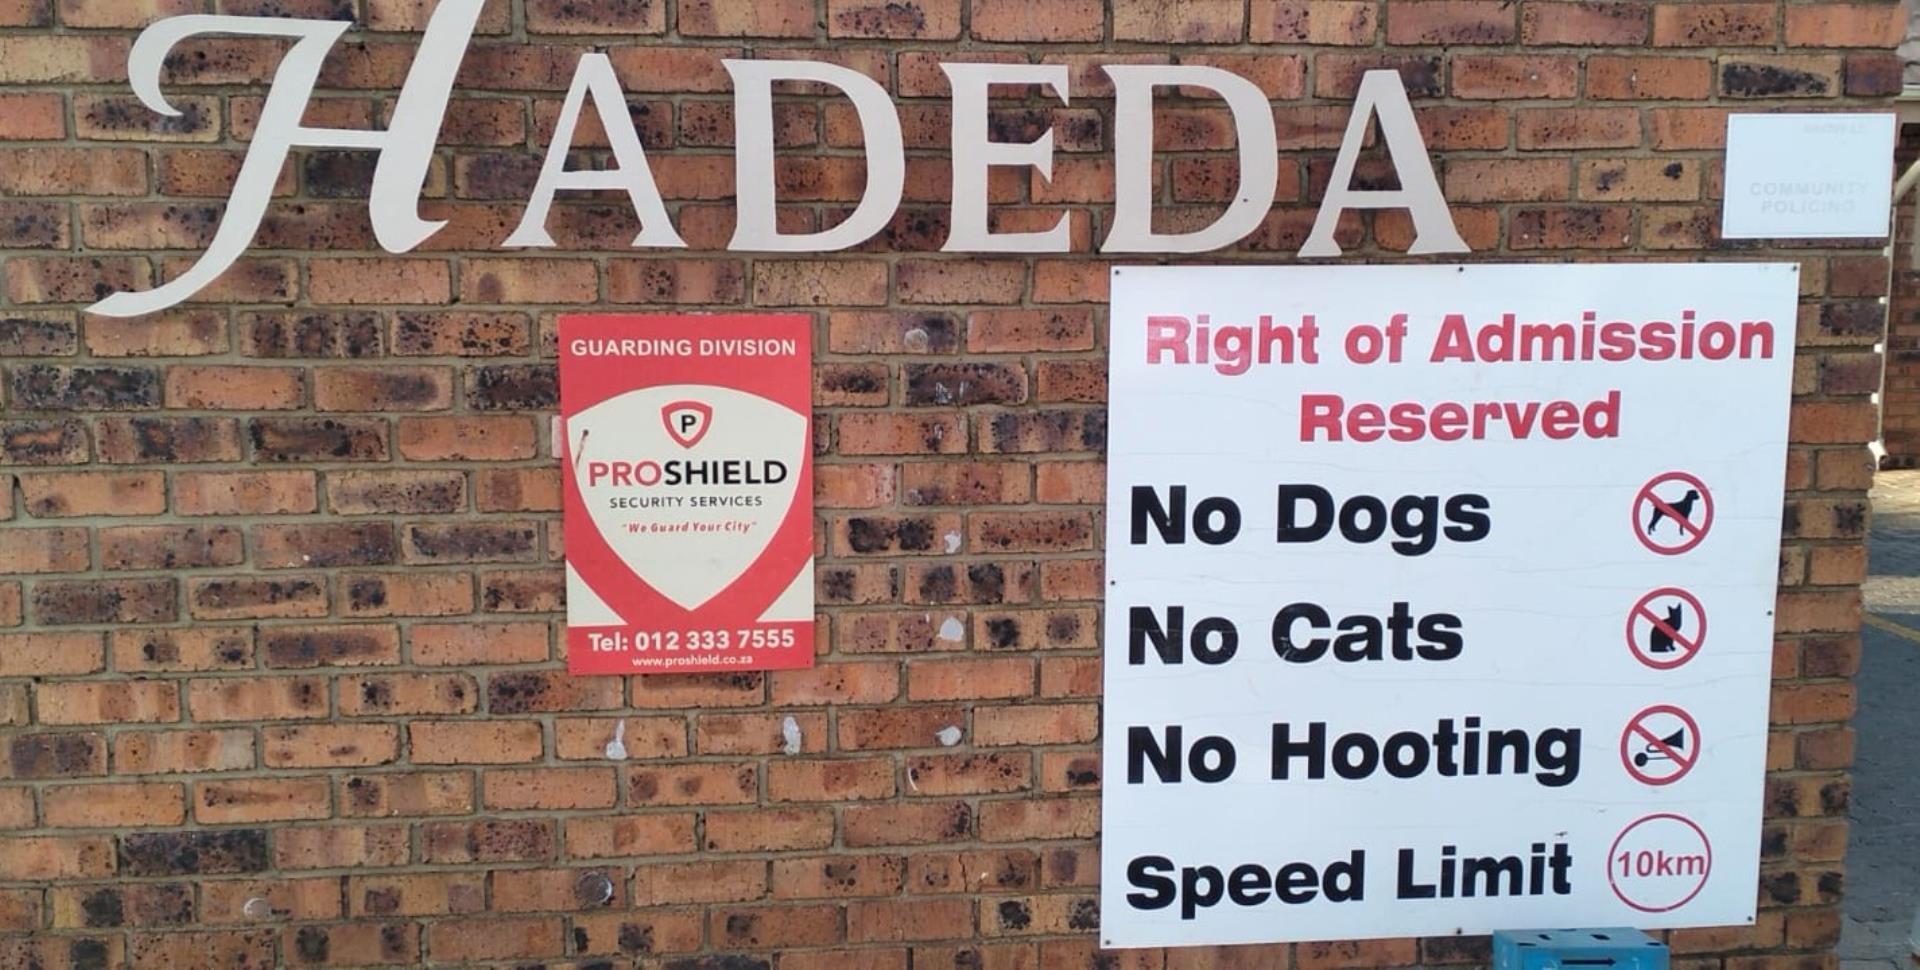 HADEDA
COMMUNITY
POLICING
GUARDING DIVISION
P
PROSHIELD
SECURITY SERVICES
"We Guard Your City"
Tel: 012 333 7555
www.proshield.co.za
Right of Admission
Reserved
No Dogs
No Cats
No Hooting
Speed Limit 10km